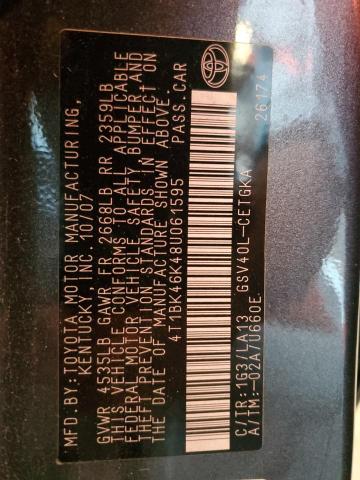 MFD.BY:TOYOTA MOTOR MANUFACTURING,
KENTUCKY, INC. 10/07
GVWR 4535LB GAWR FR 2668LB RR 2359LB
THIS VEHICLE CONFORMS TO ALL APPLICABLE
FEDERAL MOTOR VEHICLE SAFETY, BUMPER, AND
THEFT PREVENTION STANDARDS IN EFFECT ON
THE DATE OF MANUFACTURE SHOWN ABOVE.
4T1BK46K48U061595 PASS.CAR
C/TR:1G3/LA13 GSV40L-CETGKA
A/TM:-02A/U660E 26174